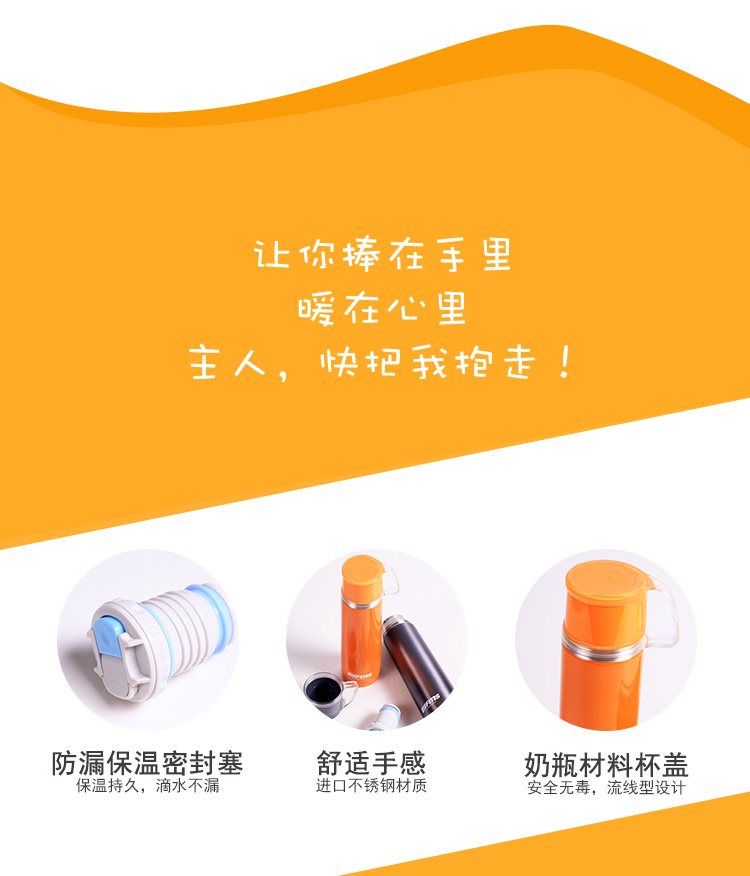 让你捧在手里
暖在心里
主人，快把我抱走！
防漏保温密封塞
保温持久，滴水不漏
舒适手感
进口不锈钢材质
奶瓶材料杯盖
安全无毒，流线型设计